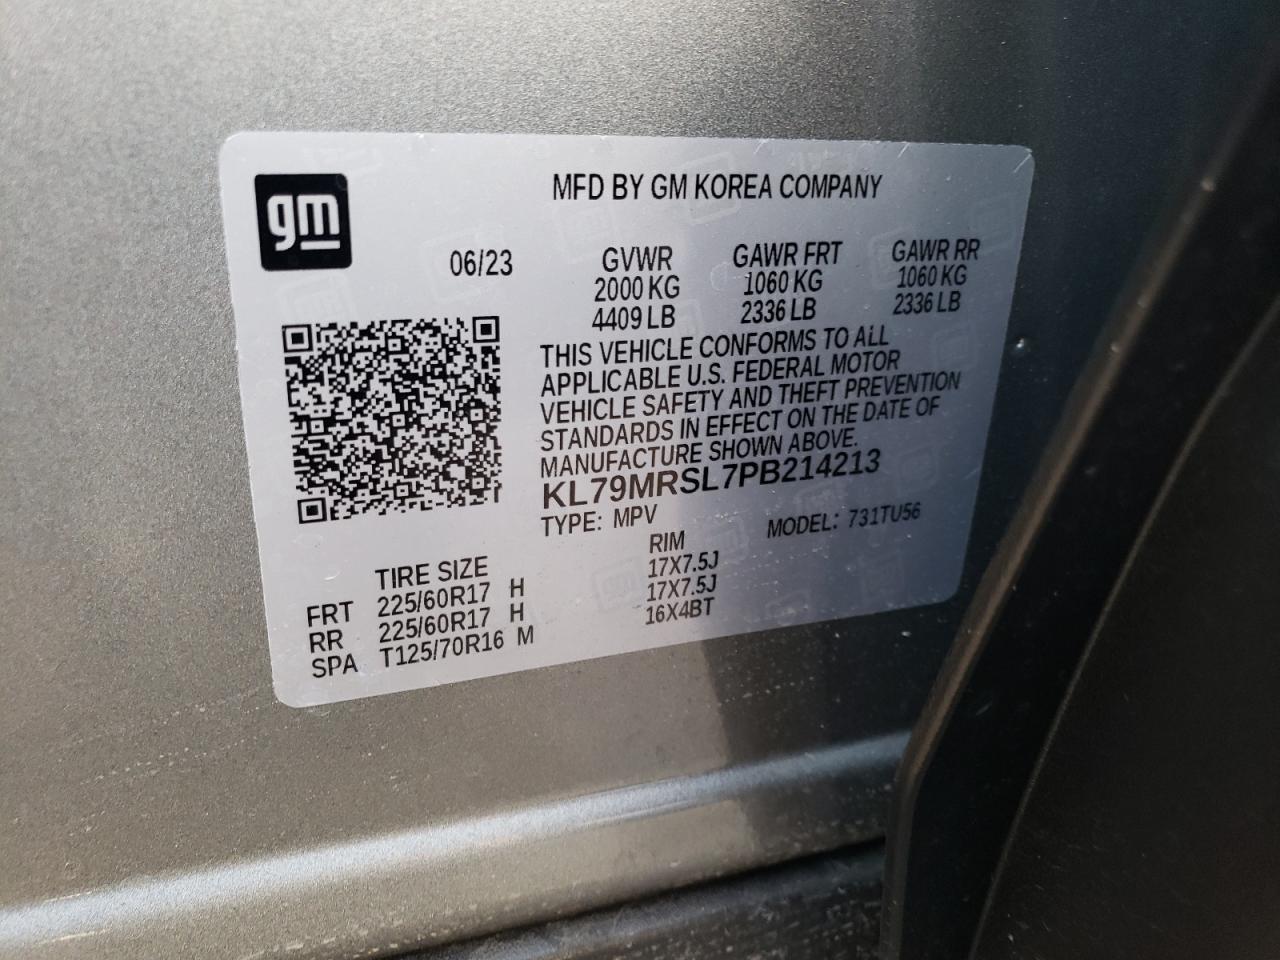 gm
MFD BY GM KOREA COMPANY
06/23 GVWR GAWR FRT GAWR RR
2000 KG 1060 KG 1060 KG
4409 LB 2336 LB 2336 LB
THIS VEHICLE CONFORMS TO ALL
APPLICABLE U.S. FEDERAL MOTOR
VEHICLE SAFETY AND THEFT PREVENTION
STANDARDS IN EFFECT ON THE DATE OF
MANUFACTURE SHOWN ABOVE.
KL79MRSL7PB214213
TYPE: MPV MODEL: 731TU56
TIRE SIZE RIM
FRT 225/60R17 H 17X7.5J
RR 225/60R17 H 17X7.5J
SPA T125/70R16 M 16X4BT